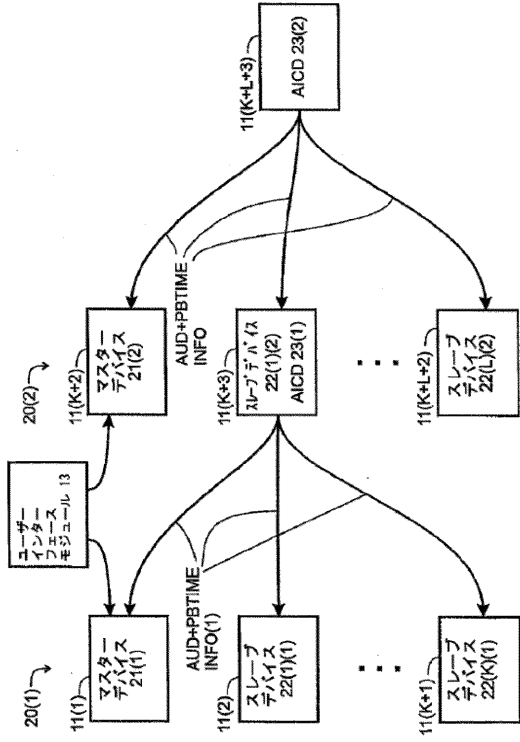 20(1)
11(1)
マスター
デバイス
21(1)
AUD+PBTIME
INFO(1)
11(2)
スレーブ
デバイス
22(1)(1)
11(K+1)
スレーブ
デバイス
22(K)(1)
ユーザー
インター
フェース
モジュール 13
20(2)
11(K+2)
マスター
デバイス
21(2)
AUD+PBTIME
INFO
11(K+3)
スレーブデバイス
22(1)(2)
AICD 23(1)
11(K+L+2)
スレーブ
デバイス
22(L)(2)
11(K+L+3)
AICD 23(2)